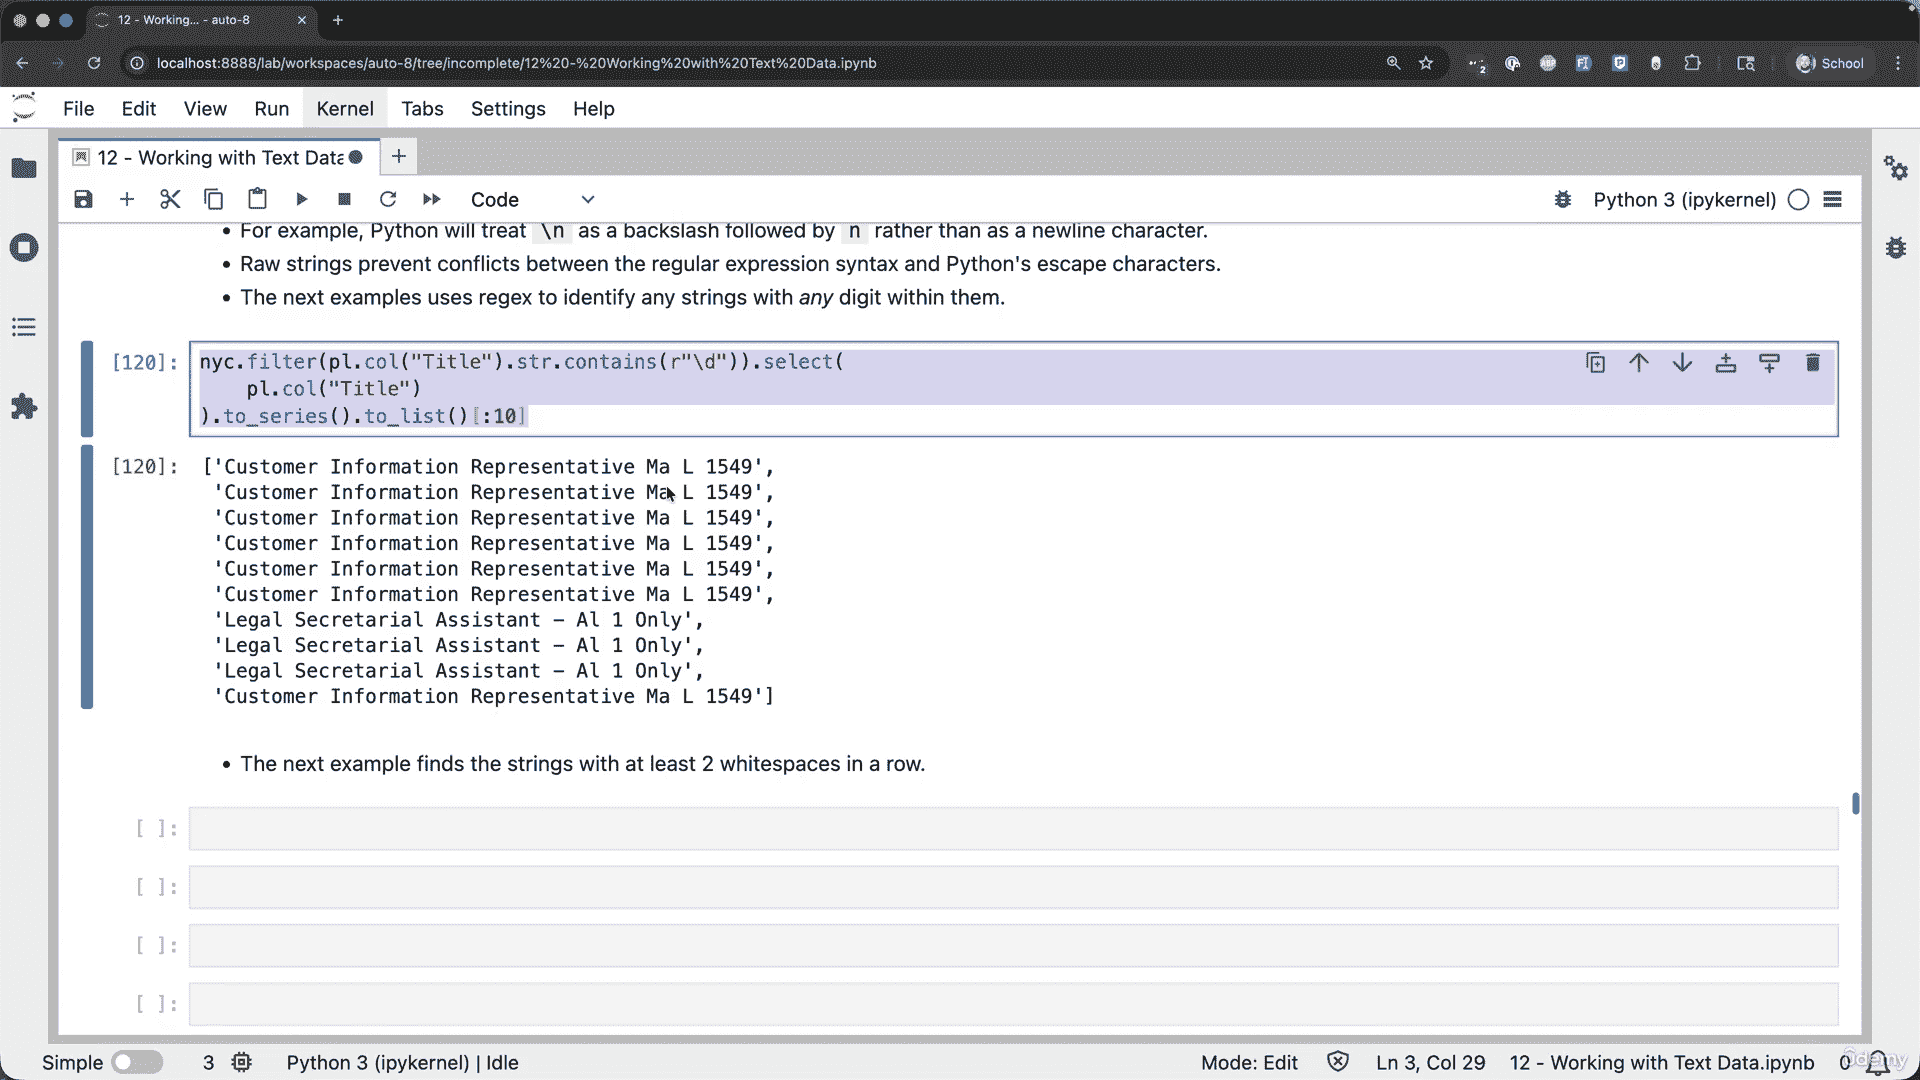 12 - Working... - auto-8
localhost:8888/lab/workspaces/auto-8/tree/incomplete/12%20-%20Working%20with%20Text%20Data.ipynb
2
School
File Edit View Run Kernel Tabs Settings Help
12 - Working with Text Data
Code
Python 3 (ipykernel)
• For example, Python will treat \n as a backslash followed by n rather than as a newline character.
• Raw strings prevent conflicts between the regular expression syntax and Python's escape characters.
• The next examples uses regex to identify any strings with any digit within them.
[120]: nyc.filter(pl.col("Title").str.contains(r"\d")).select(
pl.col("Title")
).to_series().to_list()[:10]
[120]: ['Customer Information Representative Ma L 1549',
'Customer Information Representative Ma L 1549',
'Customer Information Representative Ma L 1549',
'Customer Information Representative Ma L 1549',
'Customer Information Representative Ma L 1549',
'Customer Information Representative Ma L 1549',
'Legal Secretarial Assistant - Al 1 Only',
'Legal Secretarial Assistant - Al 1 Only',
'Legal Secretarial Assistant - Al 1 Only',
'Customer Information Representative Ma L 1549']
• The next example finds the strings with at least 2 whitespaces in a row.
[ ]:
[ ]:
[ ]:
[ ]:
Simple 3 Python 3 (ipykernel) | Idle Mode: Edit Ln 3, Col 29 12 - Working with Text Data.ipynb 0
udemy